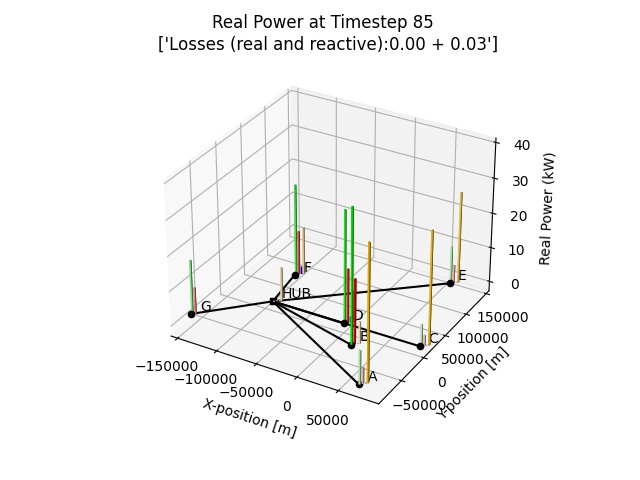 Real Power at Timestep 85
['Losses (real and reactive):0.00 + 0.03']
40
30
20
10
0
Real Power (kW)
F
E
HUB
G
D
B
C
A
150000
100000
50000
0
−50000
Y-position [m]
−150000
−100000
−50000
0
50000
X-position [m]